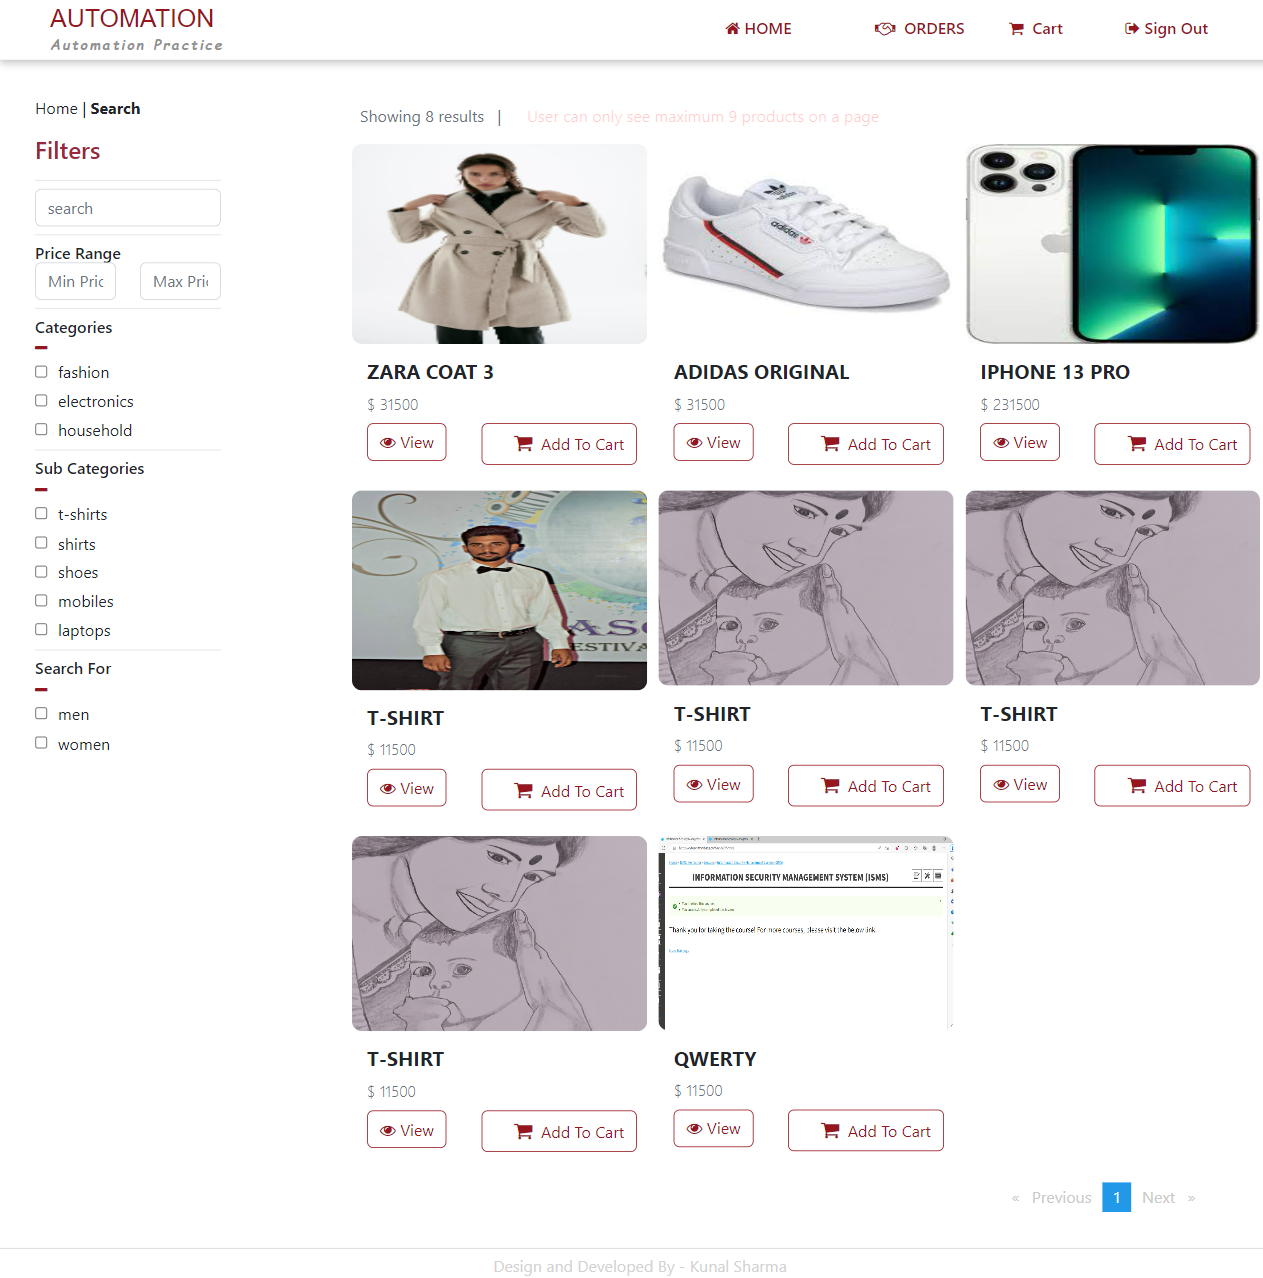 AUTOMATION
Automation Practice
HOME
ORDERS
Cart
Sign Out
Home | Search
Showing 8 results |
User can only see maximum 9 products on a page
Filters
search
Price Range
Min Pric
Max Pric
Categories
fashion
electronics
household
Sub Categories
t-shirts
shirts
shoes
mobiles
laptops
Search For
men
women
adidas
ZARA COAT 3
$ 31500
View
Add To Cart
ADIDAS ORIGINAL
$ 31500
View
Add To Cart
IPHONE 13 PRO
$ 231500
View
Add To Cart
T-SHIRT
$ 11500
View
Add To Cart
T-SHIRT
$ 11500
View
Add To Cart
T-SHIRT
$ 11500
View
Add To Cart
T-SHIRT
$ 11500
View
Add To Cart
INFORMATION SECURITY MANAGEMENT SYSTEM (ISMS)
Thank you for taking the course! For more courses, please visit the below link.
QWERTY
$ 11500
View
Add To Cart
« Previous 1 Next »
Design and Developed By - Kunal Sharma